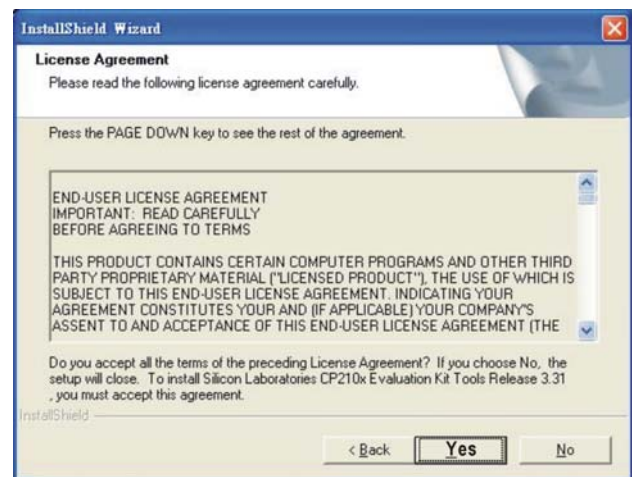 InstallShield Wizard
License Agreement
Please read the following license agreement carefully.
Press the PAGE DOWN key to see the rest of the agreement.
END-USER LICENSE AGREEMENT
IMPORTANT: READ CAREFULLY
BEFORE AGREEING TO TERMS
THIS PRODUCT CONTAINS CERTAIN COMPUTER PROGRAMS AND OTHER THIRD
PARTY PROPRIETARY MATERIAL ("LICENSED PRODUCT"), THE USE OF WHICH IS
SUBJECT TO THIS END-USER LICENSE AGREEMENT. INDICATING YOUR
AGREEMENT CONSTITUTES YOUR AND (IF APPLICABLE) YOUR COMPANY'S
ASSENT TO AND ACCEPTANCE OF THIS END-USER LICENSE AGREEMENT (THE
Do you accept all the terms of the preceding License Agreement? If you choose No, the
setup will close. To install Silicon Laboratories CP210x Evaluation Kit Tools Release 3.31
, you must accept this agreement.
InstallShield
< Back Yes No